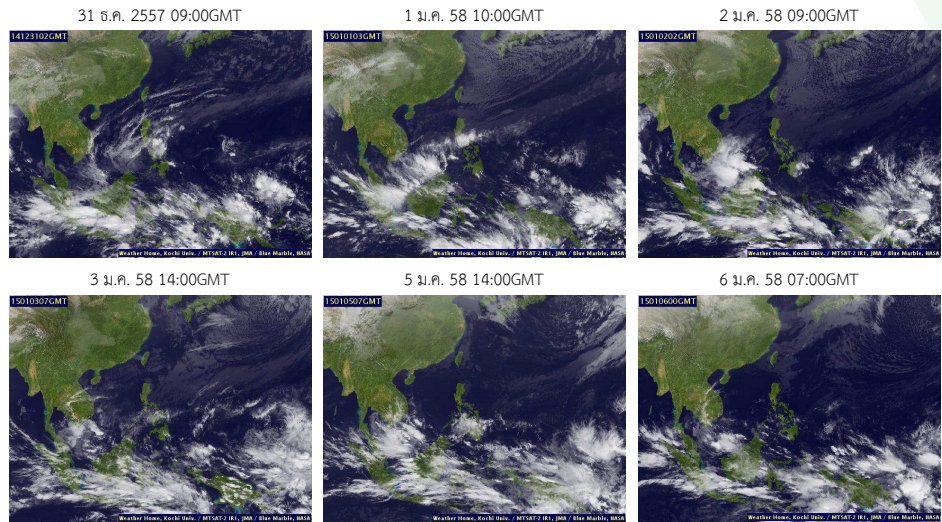 31 ธ.ค. 2557 09:00GMT
1 ม.ค. 58 10:00GMT
2 ม.ค. 58 09:00GMT
14123102GMT
15010103GMT
15010202GMT
Weather Home, Kochi Univ. / MTSAT-2 IR1, JMA / Blue Marble, NASA
Weather Home, Kochi Univ. / MTSAT-2 IR1, JMA / Blue Marble, NASA
Weather Home, Kochi Univ. / MTSAT-2 IR1, JMA / Blue Marble, NASA
3 ม.ค. 58 14:00GMT
5 ม.ค. 58 14:00GMT
6 ม.ค. 58 07:00GMT
15010307GMT
15010507GMT
15010600GMT
Weather Home, Kochi Univ. / MTSAT-2 IR1, JMA / Blue Marble, NASA
Weather Home, Kochi Univ. / MTSAT-2 IR1, JMA / Blue Marble, NASA
Weather Home, Kochi Univ. / MTSAT-2 IR1, JMA / Blue Marble, NASA